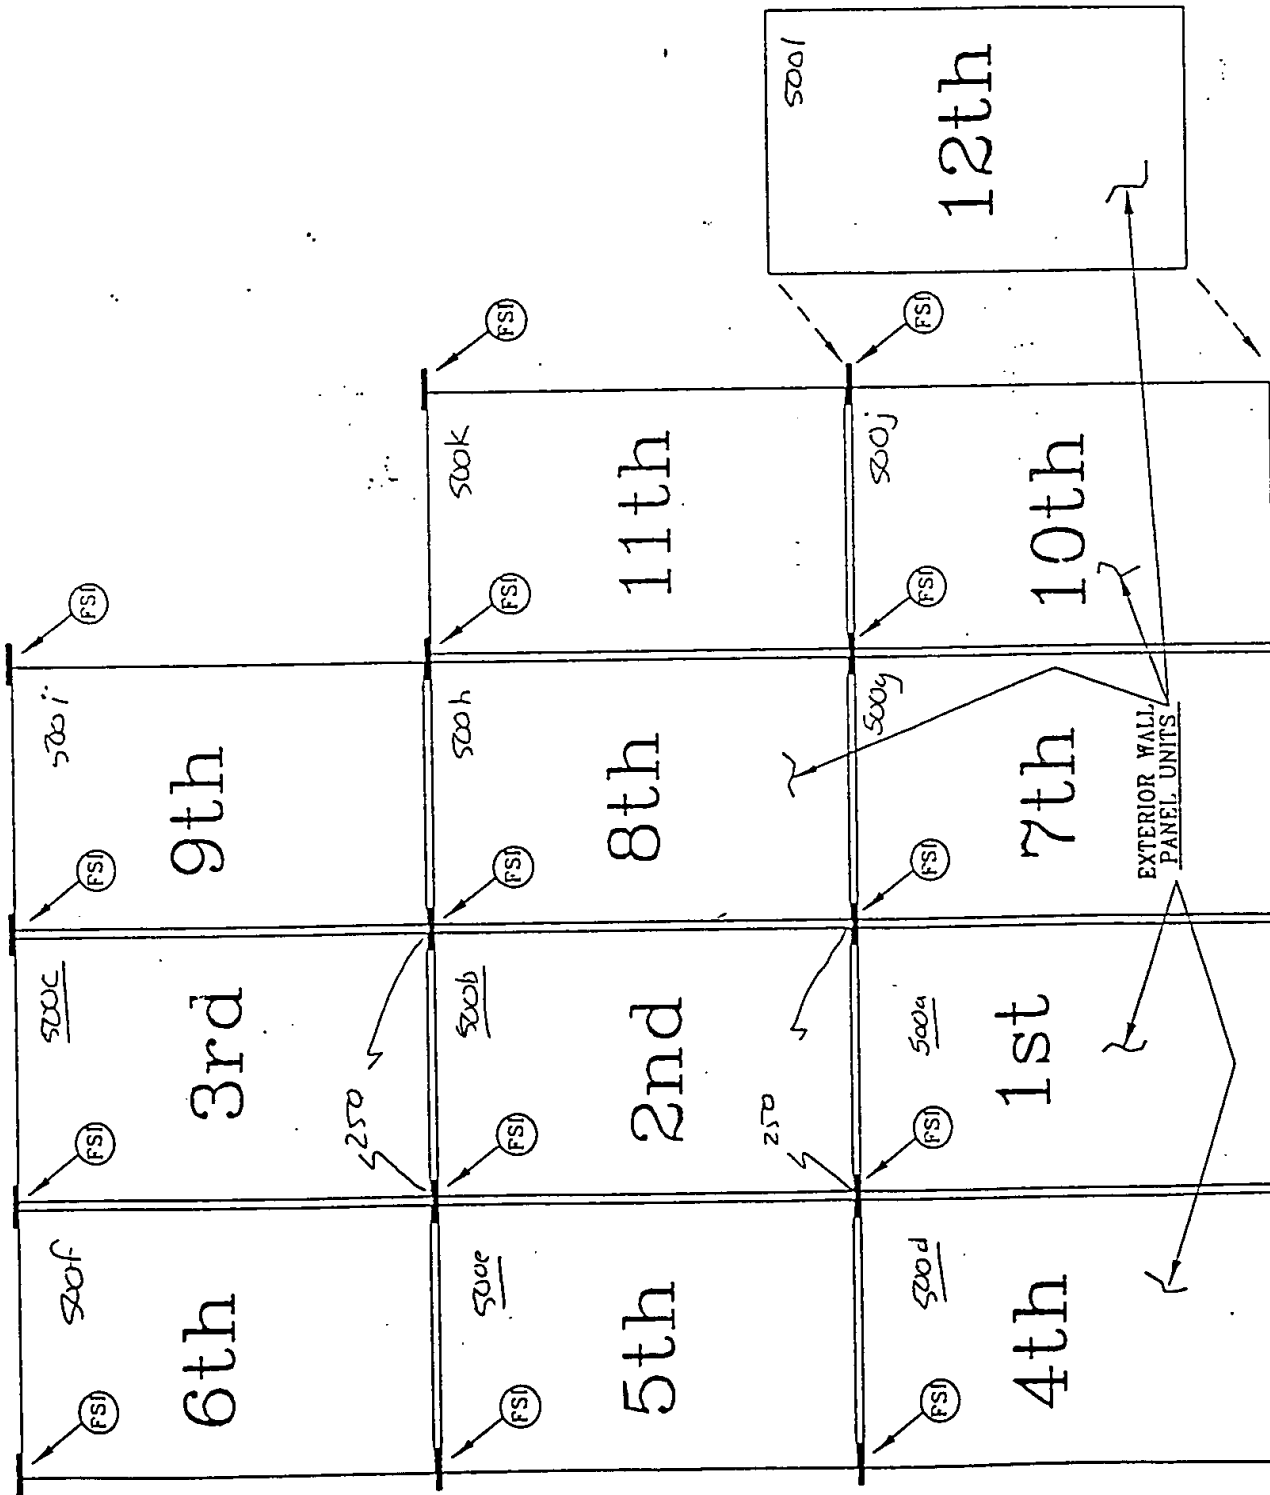 FSI
FSI
FSI
FSI
500f
500c
500i
6th
3rd
9th
250
FSI
FSI
FSI
FSI
FSI
500e
500b
500h
500k
5th
2nd
8th
11th
250
FSI
FSI
FSI
FSI
FSI
500d
500a
500g
500j
500l
4th
1st
7th
10th
12th
EXTERIOR WALL
PANEL UNITS